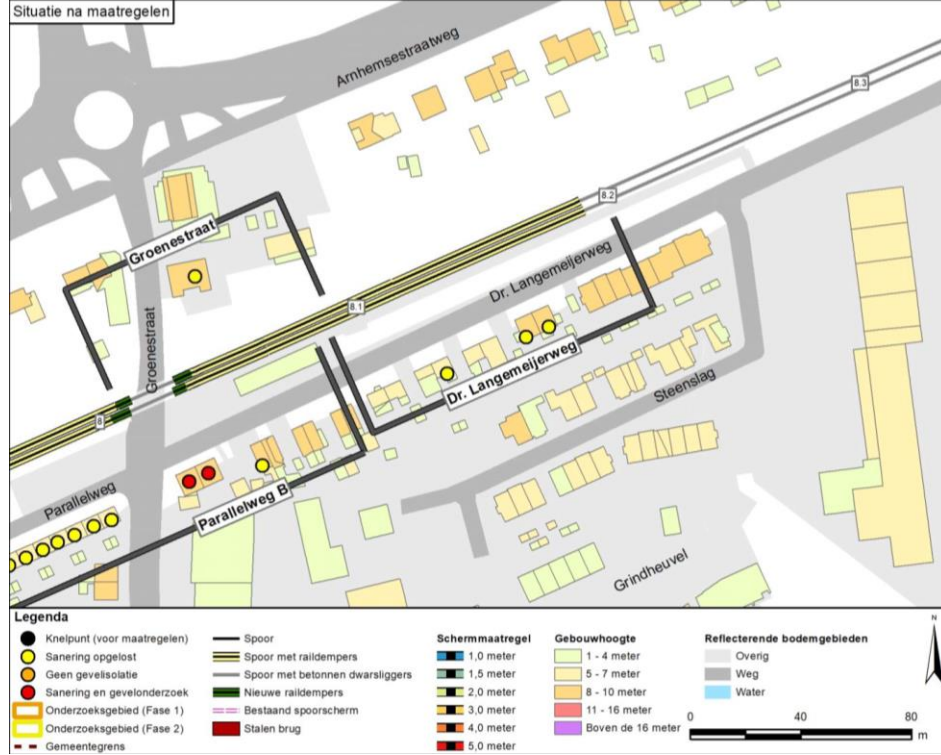 Situatie na maatregelen
Arnhemsestraatweg
8.3
8.2
Groenestraat
Dr. Langemeijerweg
8.1
Groenestraat
Dr. Langemeijerweg
Steenslag
8
Parallelweg
Parallelweg B
Grindheuvel
Legenda
Knelpunt (voor maatregelen)
Sanering opgelost
Geen gevelisolatie
Sanering en gevelonderzoek
Onderzoeksgebied (Fase 1)
Onderzoeksgebied (Fase 2)
Gemeentegrens
Spoor
Spoor met raildempers
Spoor met betonnen dwarsliggers
Nieuwe raildempers
Bestaand spoorscherm
Stalen brug
Schermmaatregel
1,0 meter
1,5 meter
2,0 meter
3,0 meter
4,0 meter
5,0 meter
Gebouwhoogte
1 - 4 meter
5 - 7 meter
8 - 10 meter
11 - 16 meter
Boven de 16 meter
Reflecterende bodemgebieden
Overig
Weg
Water
N
0 40 80
m